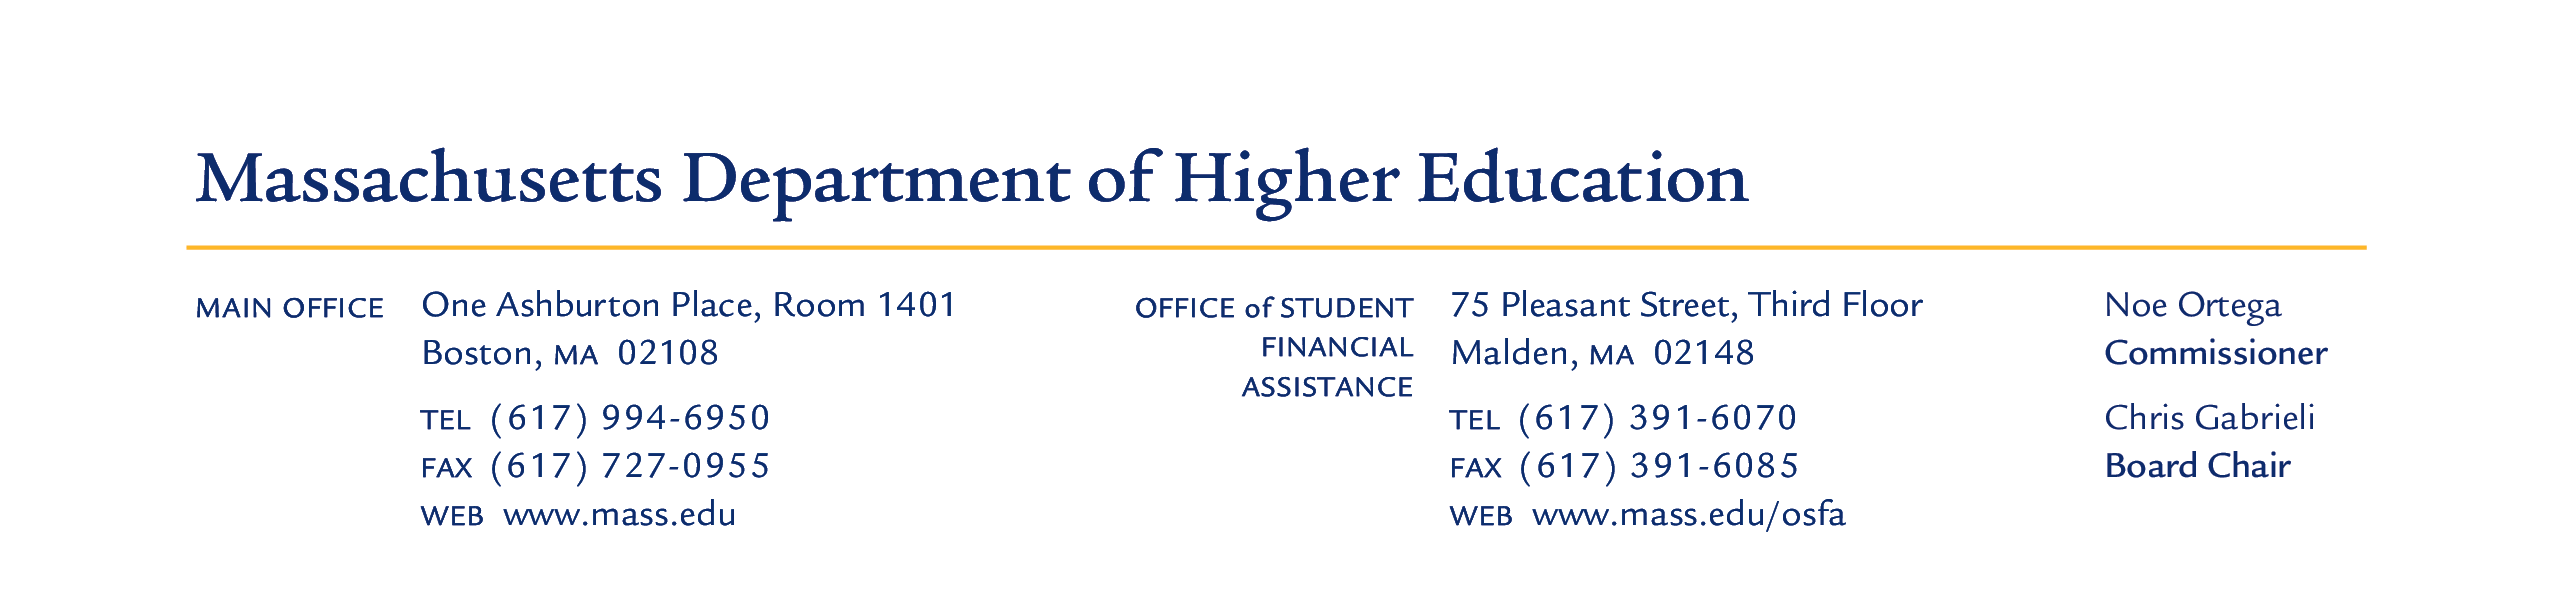 Massachusetts Department of Higher Education
MAIN OFFICE
One Ashburton Place, Room 1401
Boston, MA 02108
TEL (617) 994-6950
FAX (617) 727-0955
WEB www.mass.edu
OFFICE of STUDENT
FINANCIAL
ASSISTANCE
75 Pleasant Street, Third Floor
Malden, MA 02148
TEL (617) 391-6070
FAX (617) 391-6085
WEB www.mass.edu/osfa
Noe Ortega
Commissioner
Chris Gabrieli
Board Chair